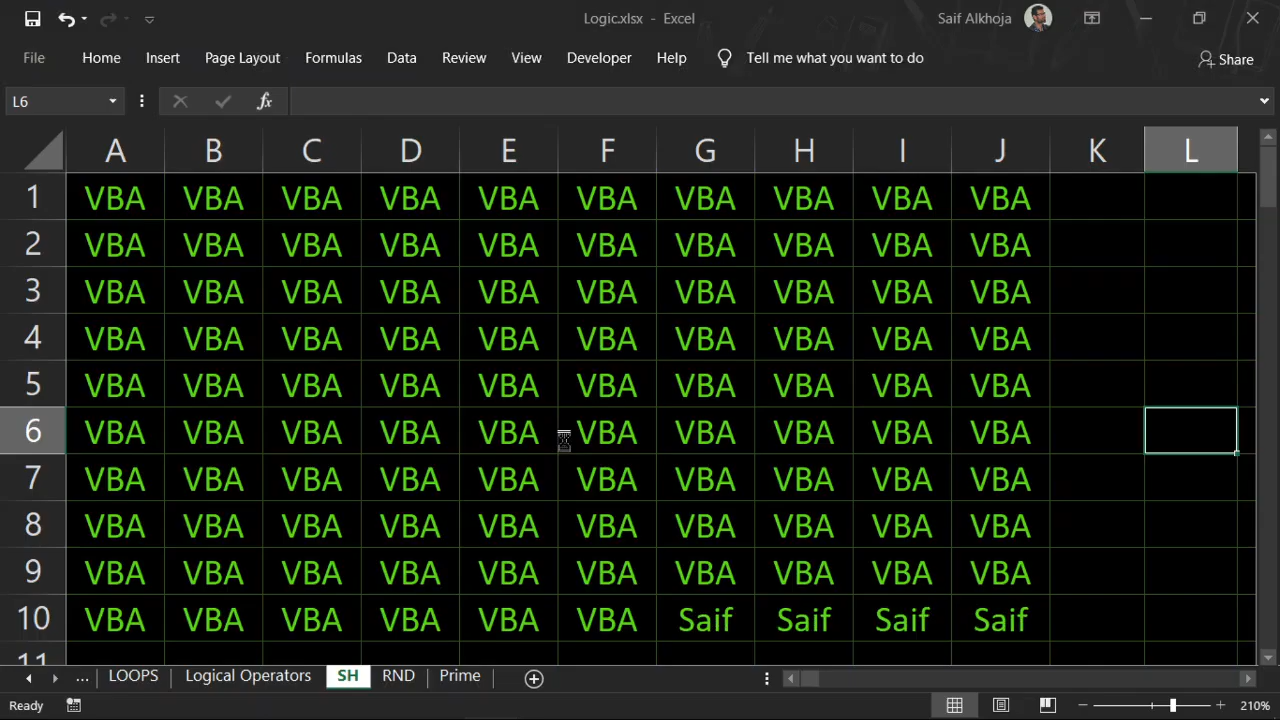 Logic.xlsx - Excel
Saif Alkhoja
File Home Insert Page Layout Formulas Data Review View Developer Help Tell me what you want to do Share
L6 fx
A B C D E F G H I J K L
1 VBA VBA VBA VBA VBA VBA VBA VBA VBA VBA
2 VBA VBA VBA VBA VBA VBA VBA VBA VBA VBA
3 VBA VBA VBA VBA VBA VBA VBA VBA VBA VBA
4 VBA VBA VBA VBA VBA VBA VBA VBA VBA VBA
5 VBA VBA VBA VBA VBA VBA VBA VBA VBA VBA
6 VBA VBA VBA VBA VBA VBA VBA VBA VBA VBA
7 VBA VBA VBA VBA VBA VBA VBA VBA VBA VBA
8 VBA VBA VBA VBA VBA VBA VBA VBA VBA VBA
9 VBA VBA VBA VBA VBA VBA VBA VBA VBA VBA
10 VBA VBA VBA VBA VBA VBA Saif Saif Saif Saif
11
... LOOPS Logical Operators SH RND Prime
Ready 210%